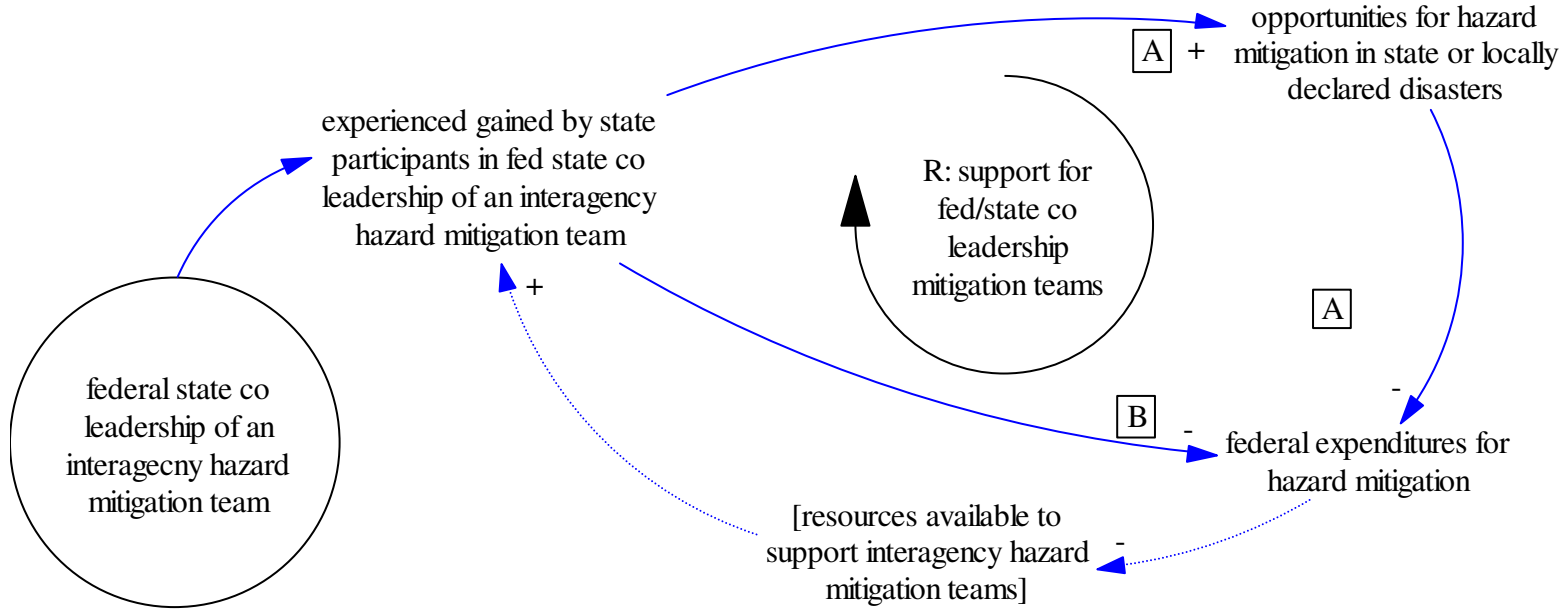 opportunities for hazard
mitigation in state or locally
declared disasters
A +
experienced gained by state
participants in fed state co
leadership of an interagency
hazard mitigation team
+
R: support for
fed/state co
leadership
mitigation teams
A
-
B -
federal expenditures for
hazard mitigation
federal state co
leadership of an
interagecny hazard
mitigation team
[resources available to
support interagency hazard
mitigation teams]
-